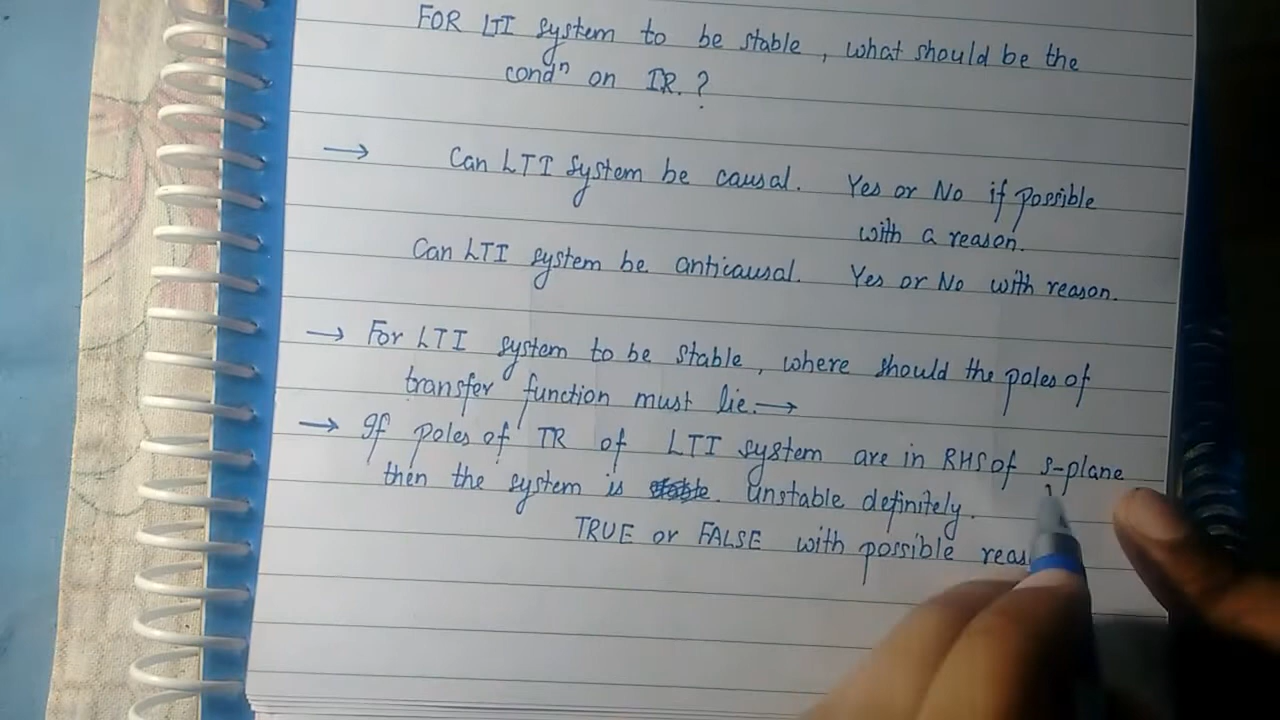 FOR LTI system to be stable, what should be the
condⁿ on IR.?
→ Can LTI system be causal. Yes or No if possible
with a reason.
Can LTI system be anticausal. Yes or No with reason.
→ For LTI system to be stable, where should the poles of
transfer function must lie. →
→ If poles of TR of LTI system are in RHS of s-plane
then the system is unstable definitely.
TRUE or FALSE with possible reas